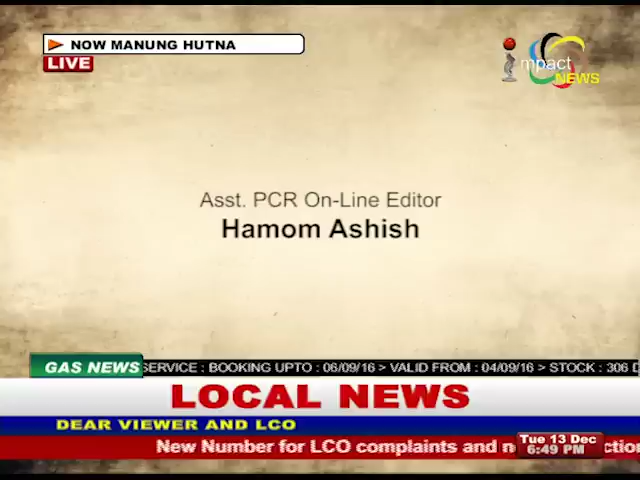 NOW MANUNG HUTNA
LIVE
impact
NEWS
Asst. PCR On-Line Editor
Hamom Ashish
GAS NEWS
SERVICE : BOOKING UPTO : 06/09/16 > VALID FROM : 04/09/16 > STOCK : 306
LOCAL NEWS
DEAR VIEWER AND LCO
New Number for LCO complaints and
Tue 13 Dec
6:49 PM